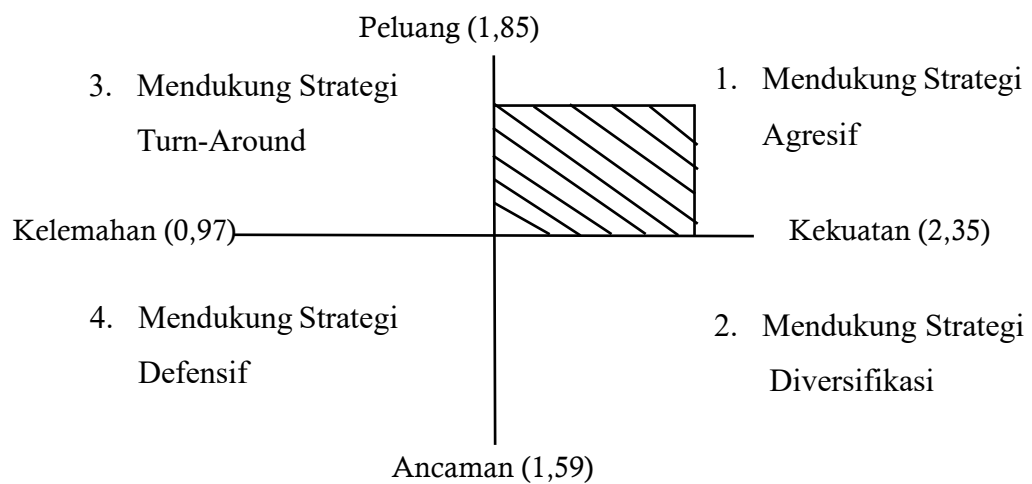 Peluang (1,85)
3. Mendukung Strategi
Turn-Around
1. Mendukung Strategi
Agresif
Kelemahan (0,97)
Kekuatan (2,35)
4. Mendukung Strategi
Defensif
2. Mendukung Strategi
Diversifikasi
Ancaman (1,59)